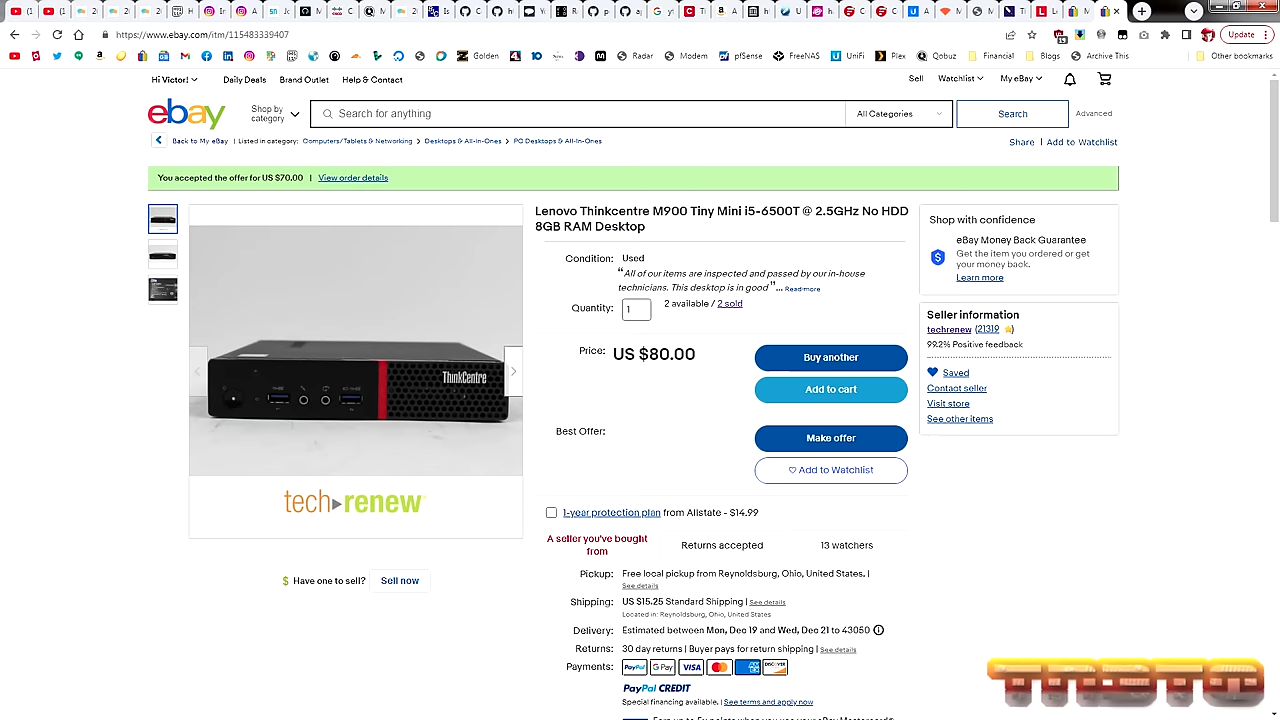 Update
https://www.ebay.com/itm/115483339407
Golden
Radar
Modem
pfSense
FreeNAS
UniFi
Plex
Qobuz
Financial
Blogs
Archive This
Other bookmarks
Hi Victor!
Daily Deals
Brand Outlet
Help & Contact
Sell
Watchlist
My eBay
ebay
Shop by
category
Search for anything
All Categories
Search
Advanced
Back to My eBay | Listed in category: Computers/Tablets & Networking > Desktops & All-In-Ones > PC Desktops & All-In-Ones
Share | Add to Watchlist
You accepted the offer for US $70.00 | View order details
Lenovo Thinkcentre M900 Tiny Mini i5-6500T @ 2.5GHz No HDD
8GB RAM Desktop
Condition: Used
“All of our items are inspected and passed by our in-house
technicians. This desktop is in good ”... Read more
Quantity: 1 2 available / 2 sold
Price: US $80.00
Buy another
Add to cart
Best Offer:
Make offer
Add to Watchlist
1-year protection plan from Allstate - $14.99
A seller you've bought
from
Returns accepted
13 watchers
Pickup: Free local pickup from Reynoldsburg, Ohio, United States. |
See details
Shipping: US $15.25 Standard Shipping | See details
Located in: Reynoldsburg, Ohio, United States
Delivery: Estimated between Mon, Dec 19 and Wed, Dec 21 to 43050
Returns: 30 day returns | Buyer pays for return shipping | See details
Payments: PayPal G Pay VISA
PayPal CREDIT
Special financing available. | See terms and apply now
ThinkCentre
tech renew
$ Have one to sell? Sell now
Shop with confidence
eBay Money Back Guarantee
Get the item you ordered or get
your money back.
Learn more
Seller information
techrenew (21319)
99.2% Positive feedback
Saved
Contact seller
Visit store
See other items